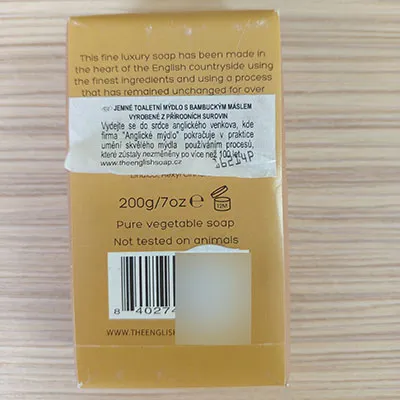 This fine luxury soap has been made in
the heart of the English countryside using
the finest ingredients and using a process
that has remained unchanged for over
JEMNÉ TOALETNÍ MÝDLO S BAMBUCKÝM MÁSLEM
VYROBENÉ Z PŘÍROODNÍCH SUROVIN
Vydejte se do srdce anglického venkova, kde
firma "Anglické mýdlo" pokračuje v praktice
umění skvělého mýdla používáním procesů,
které zůstaly nezměněny po více než 100 let.
www.theenglishsoap.cz
200g/7oz e 12M
Pure vegetable soap
Not tested on animals
8 40274
WWW.THEENGLISH